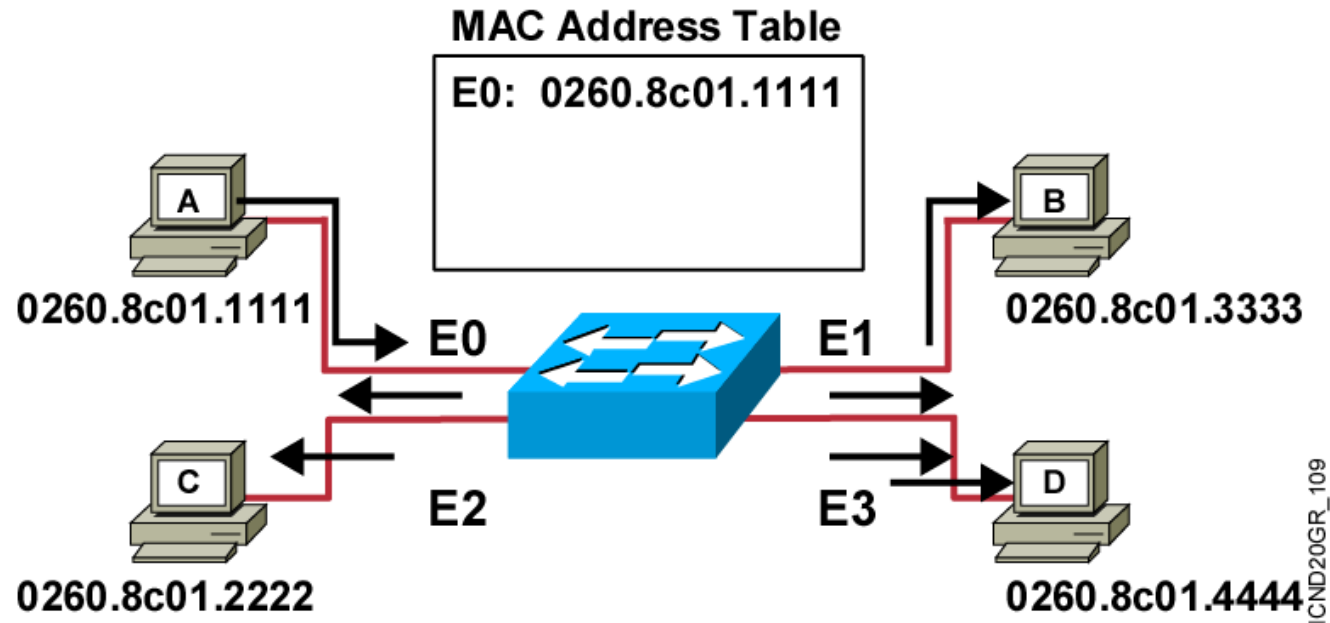 MAC Address Table
E0: 0260.8c01.1111
A
B
0260.8c01.1111
0260.8c01.3333
E0
E1
C
D
E2
E3
0260.8c01.2222
0260.8c01.4444
ICND20GR_109